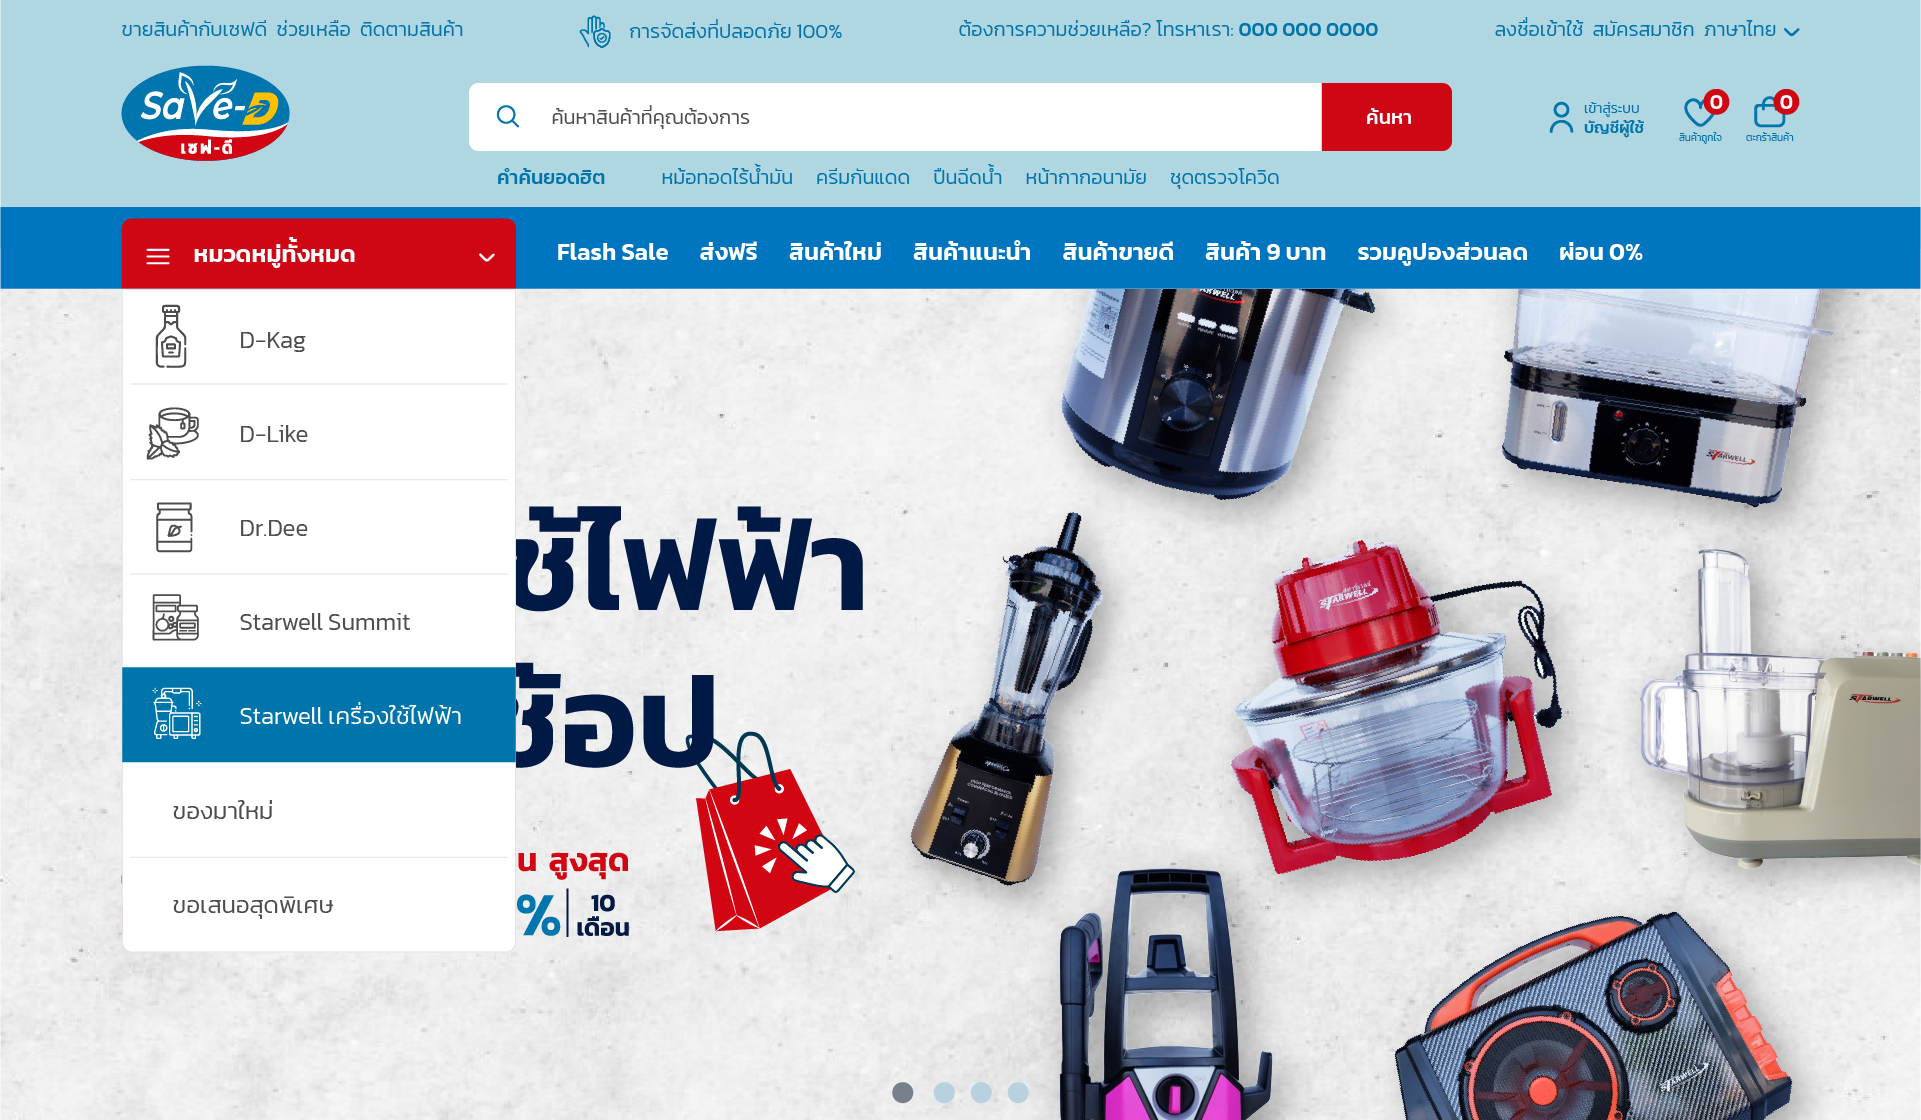 ขายสินค้ากับเซฟดี ช่วยเหลือ ติดตามสินค้า
การจัดส่งที่ปลอดภัย 100%
ต้องการความช่วยเหลือ? โทรหาเรา: 000 000 0000
ลงชื่อเข้าใช้ สมัครสมาชิก ภาษาไทย
Save-D
เซฟ-ดี
ค้นหาสินค้าที่คุณต้องการ
ค้นหา
เข้าสู่ระบบ
บัญชีผู้ใช้
0
สินค้าถูกใจ
0
ตะกร้าสินค้า
คำค้นยอดฮิต หม้อทอดไร้น้ำมัน ครีมกันแดด ปืนฉีดน้ำ หน้ากากอนามัย ชุดตรวจโควิด
หมวดหมู่ทั้งหมด
Flash Sale ส่งฟรี สินค้าใหม่ สินค้าแนะนำ สินค้าขายดี สินค้า 9 บาท รวมคูปองส่วนลด ผ่อน 0%
D-Kag
D-Like
Dr.Dee
Starwell Summit
Starwell เครื่องใช้ไฟฟ้า
ของมาใหม่
ขอเสนอสุดพิเศษ
ช้ไฟฟ้า
ช้อป
น สูงสุด
% 10
เดือน
STARWELL
STARWELL
STARWELL
STARWELL
STARWELL
STARWELL